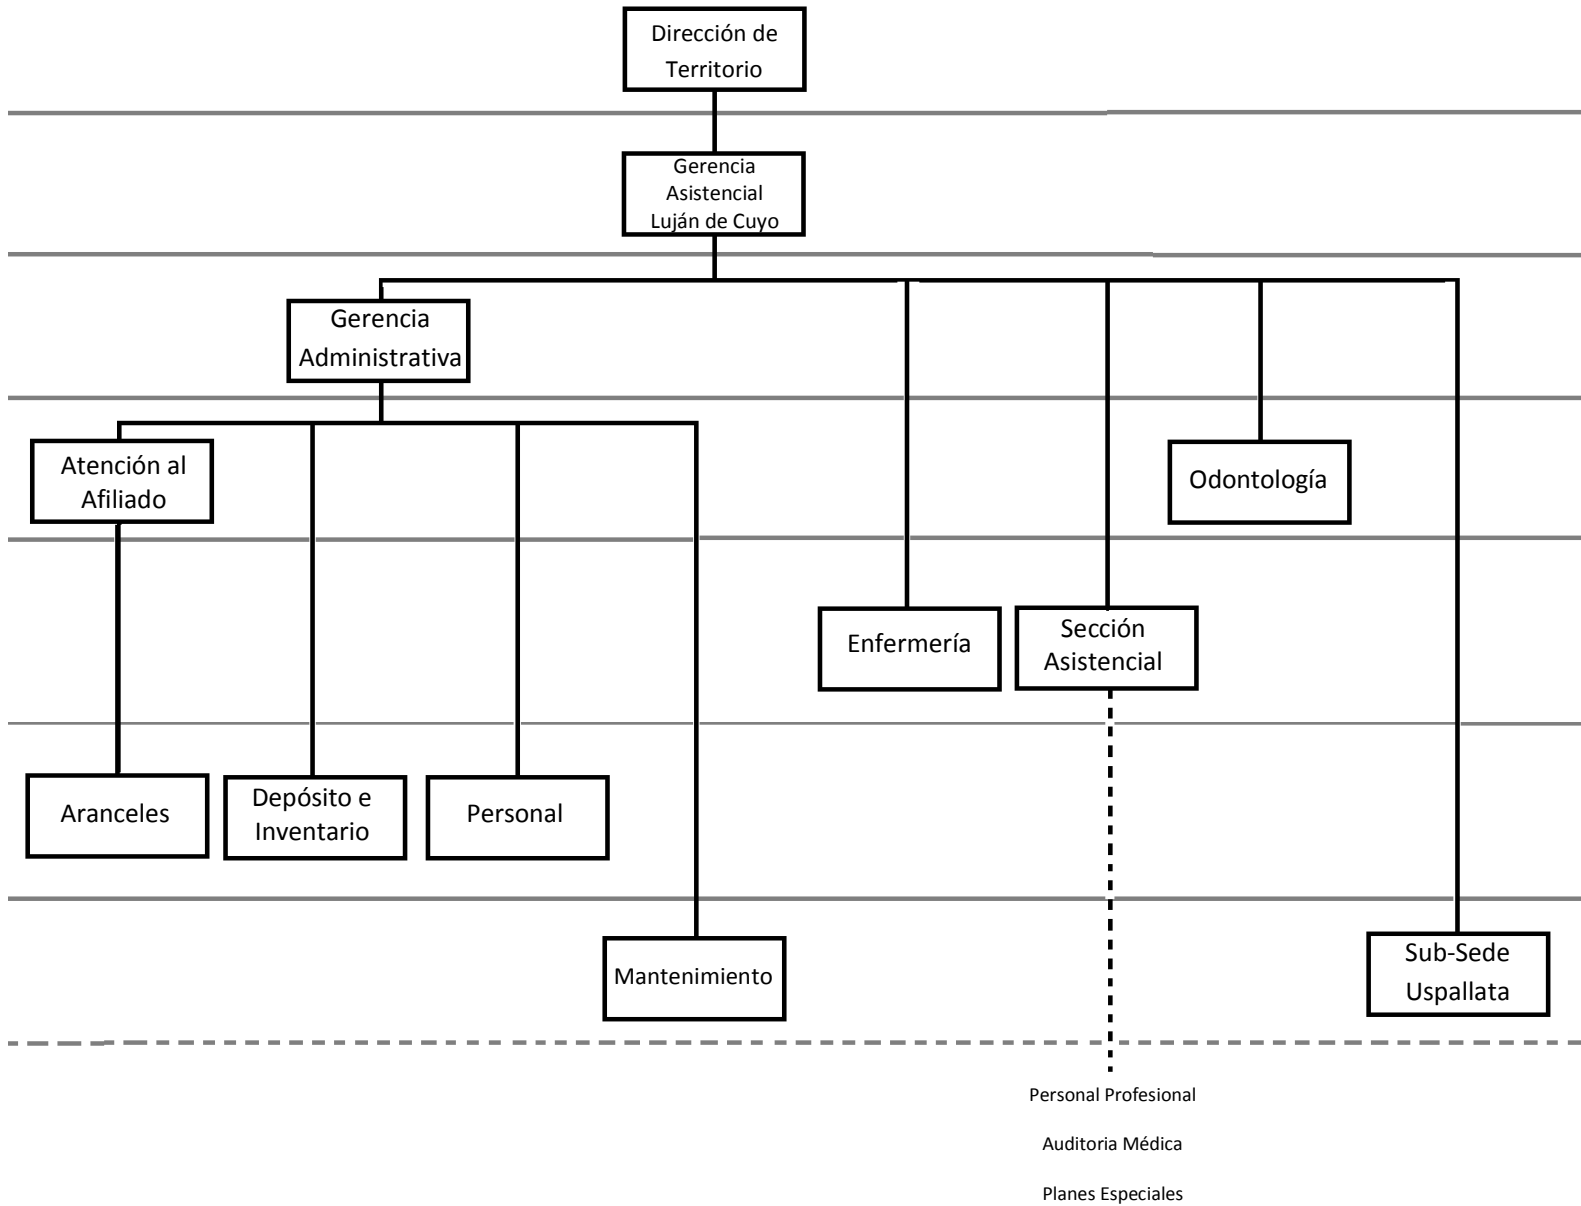 Dirección de
Territorio
Gerencia
Asistencial
Luján de Cuyo
Gerencia
Administrativa
Atención al
Afiliado
Odontología
Enfermería
Sección
Asistencial
Aranceles
Depósito e
Inventario
Personal
Mantenimiento
Sub-Sede
Uspallata
Personal Profesional
Auditoria Médica
Planes Especiales